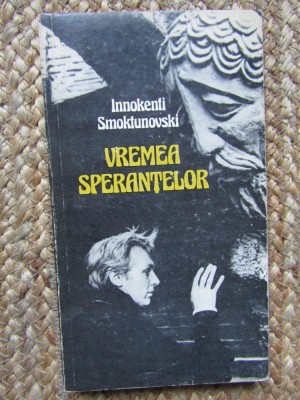 Innokenti
Smoktunovski
VREMEA
SPERANȚELOR